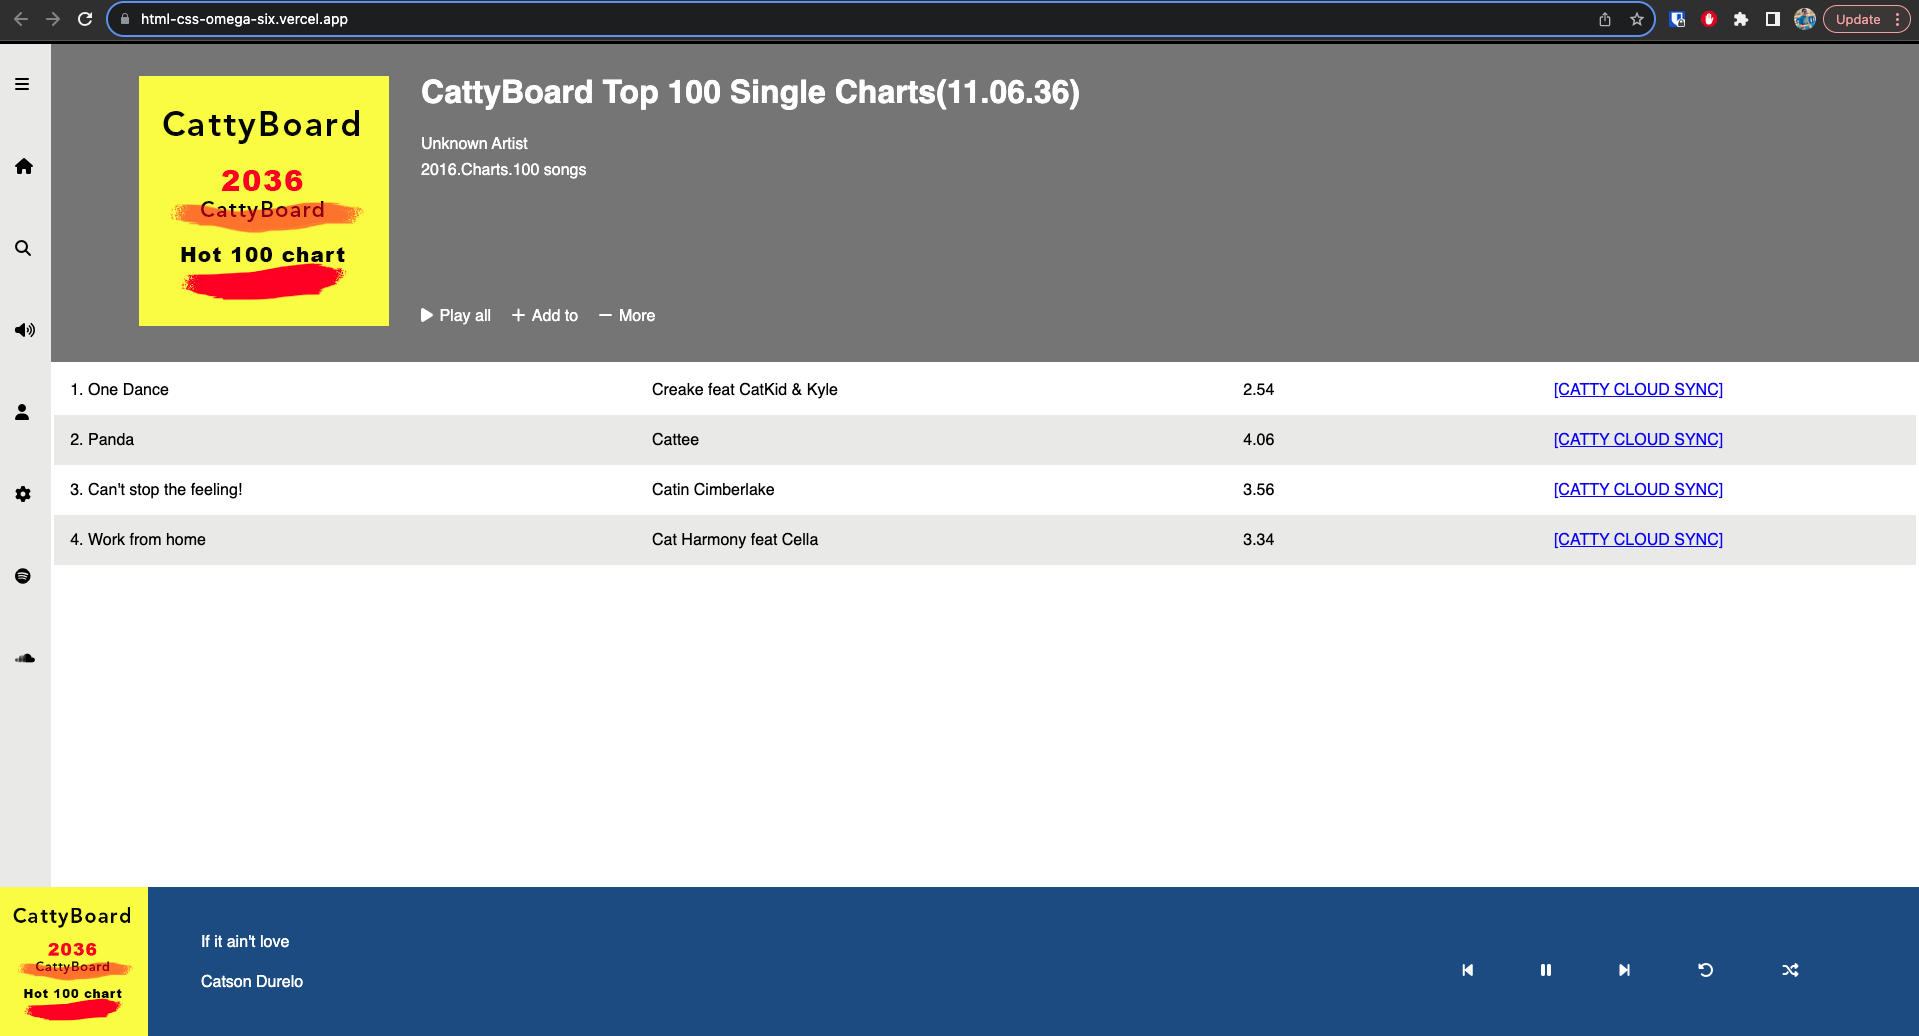 html-css-omega-six.vercel.app
Update
CattyBoard
2036
CattyBoard
Hot 100 chart
CattyBoard Top 100 Single Charts(11.06.36)
Unknown Artist
2016.Charts.100 songs
Play all Add to More
1. One Dance Creake feat CatKid & Kyle 2.54 [CATTY CLOUD SYNC]
2. Panda Cattee 4.06 [CATTY CLOUD SYNC]
3. Can't stop the feeling! Catin Cimberlake 3.56 [CATTY CLOUD SYNC]
4. Work from home Cat Harmony feat Cella 3.34 [CATTY CLOUD SYNC]
CattyBoard
2036
CattyBoard
Hot 100 chart
If it ain't love
Catson Durelo